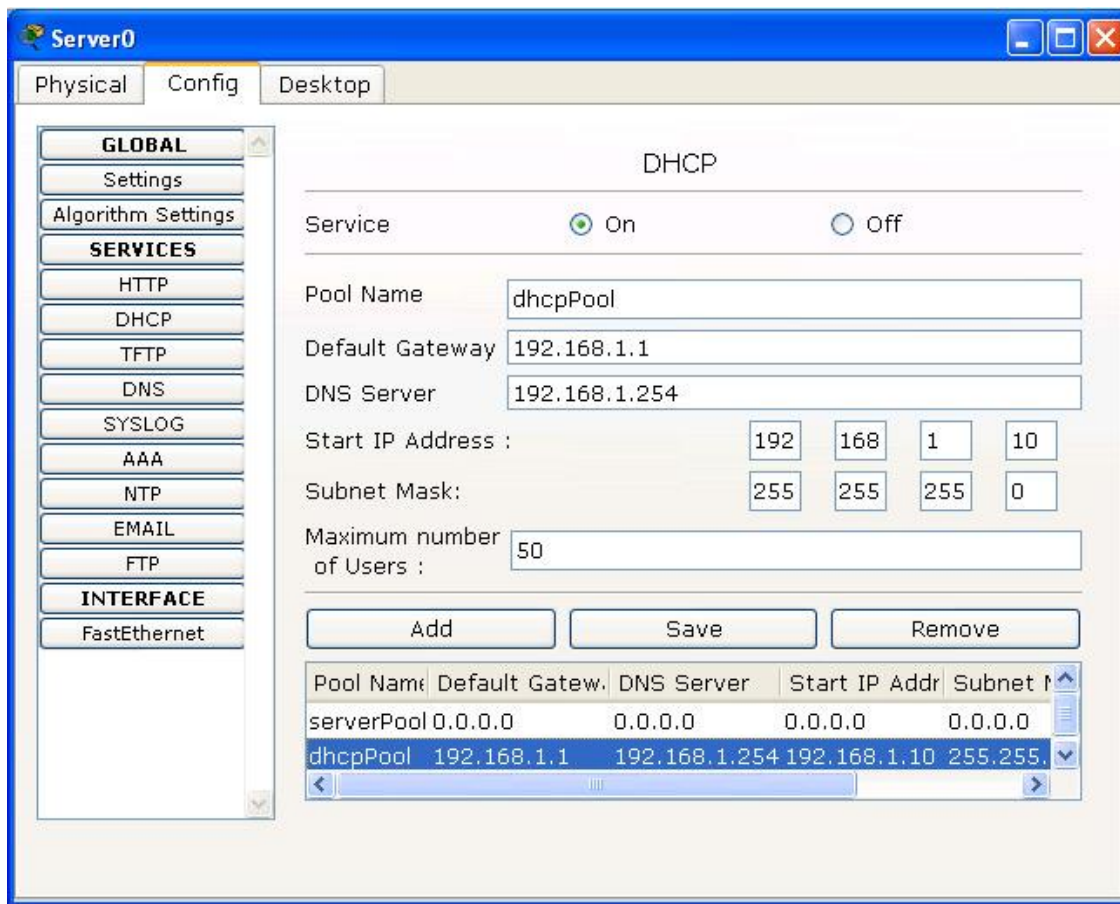 Server0
Physical Config Desktop
GLOBAL
Settings
Algorithm Settings
SERVICES
HTTP
DHCP
TFTP
DNS
SYSLOG
AAA
NTP
EMAIL
FTP
INTERFACE
FastEthernet
DHCP
Service On Off
Pool Name dhcpPool
Default Gateway 192.168.1.1
DNS Server 192.168.1.254
Start IP Address : 192 168 1 10
Subnet Mask: 255 255 255 0
Maximum number
of Users : 50
Add Save Remove
Pool Name Default Gatew. DNS Server Start IP Addr Subnet M
serverPool 0.0.0.0 0.0.0.0 0.0.0.0 0.0.0.0
dhcpPool 192.168.1.1 192.168.1.254 192.168.1.10 255.255.